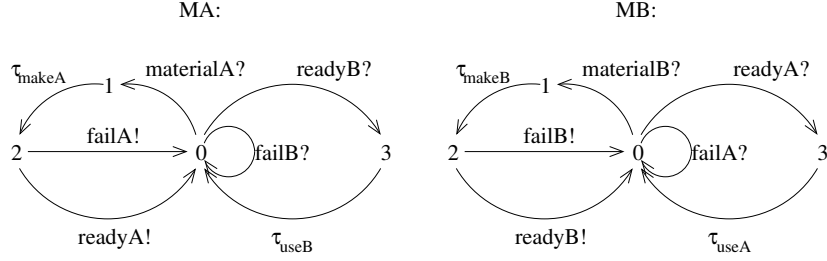 MA:
MB:
τmakeA
materialA?
readyB?
1
2
failA!
0
failB?
3
readyA!
τuseB
τmakeB
materialB?
readyA?
1
2
failB!
0
failA?
3
readyB!
τuseA